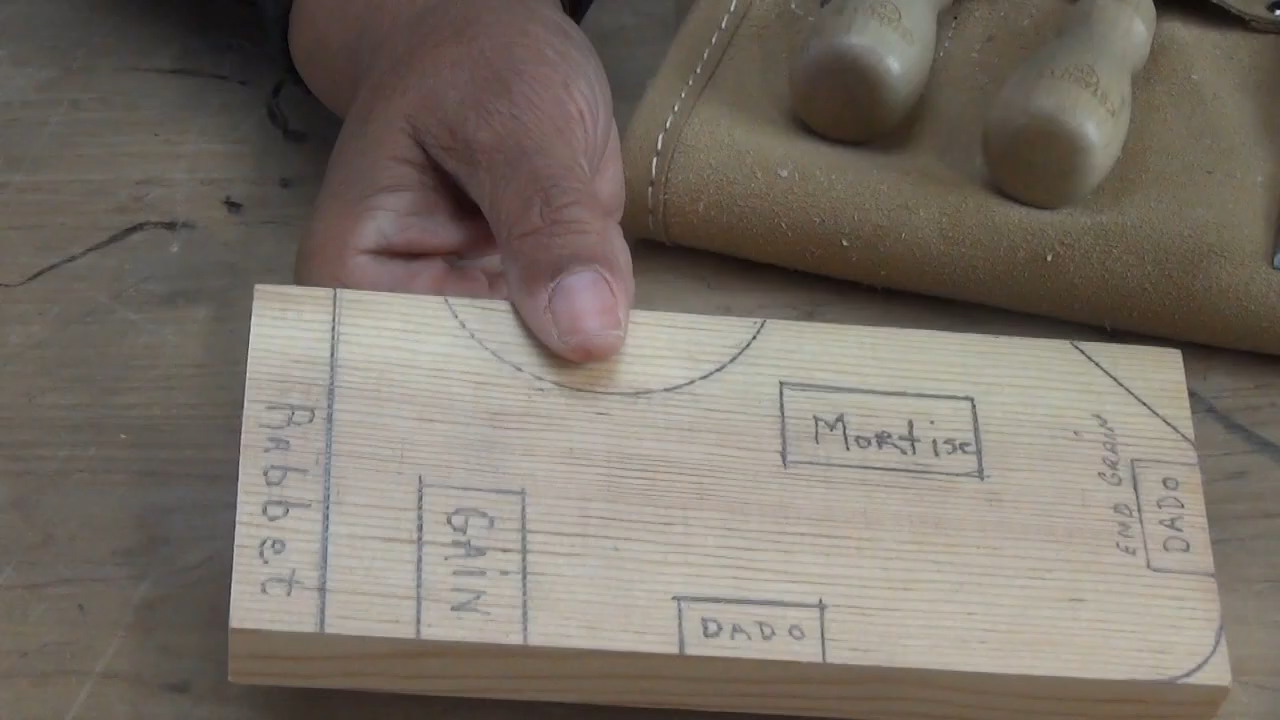 Rabbet
GAiN
Mortise
DADO
END GRAiN
DADO